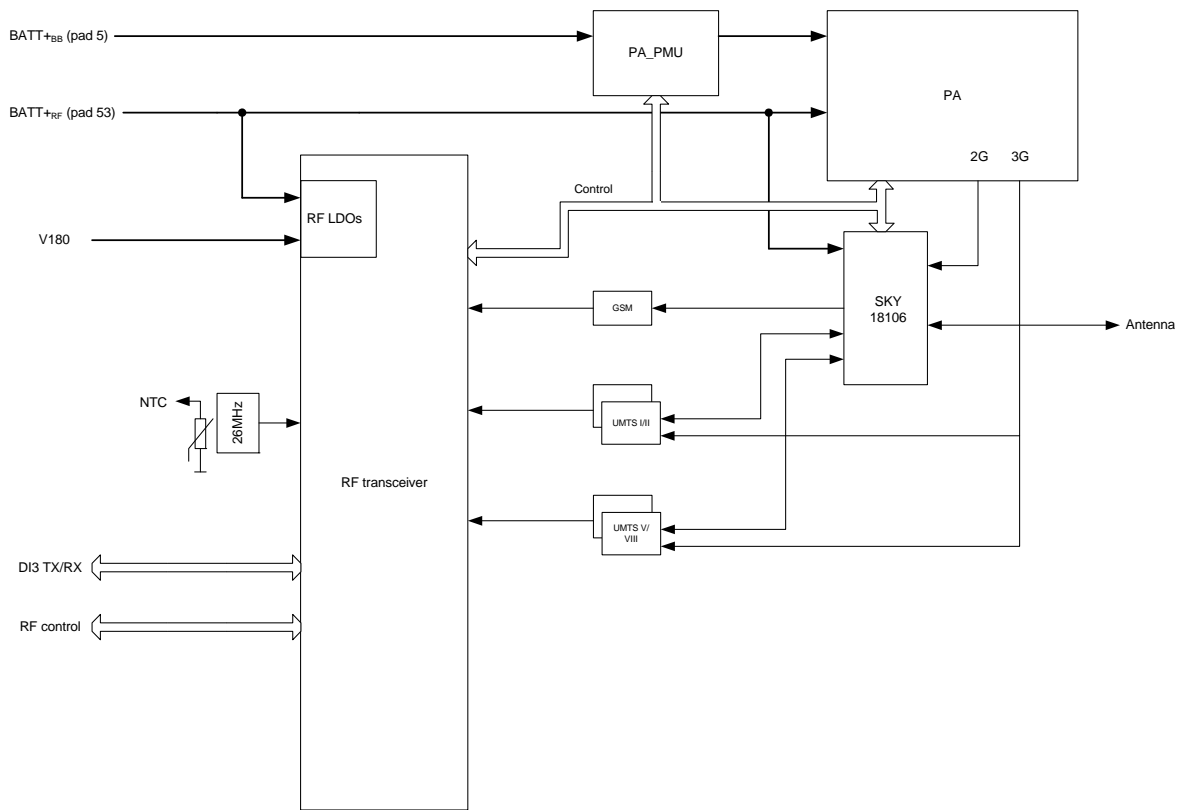 BATT+BB (pad 5)
PA_PMU
BATT+RF (pad 53)
PA
2G 3G
Control
RF LDOs
V180
SKY
18106
GSM
Antenna
NTC
26MHz
UMTS I/II
RF transceiver
UMTS V/
VIII
DI3 TX/RX
RF control